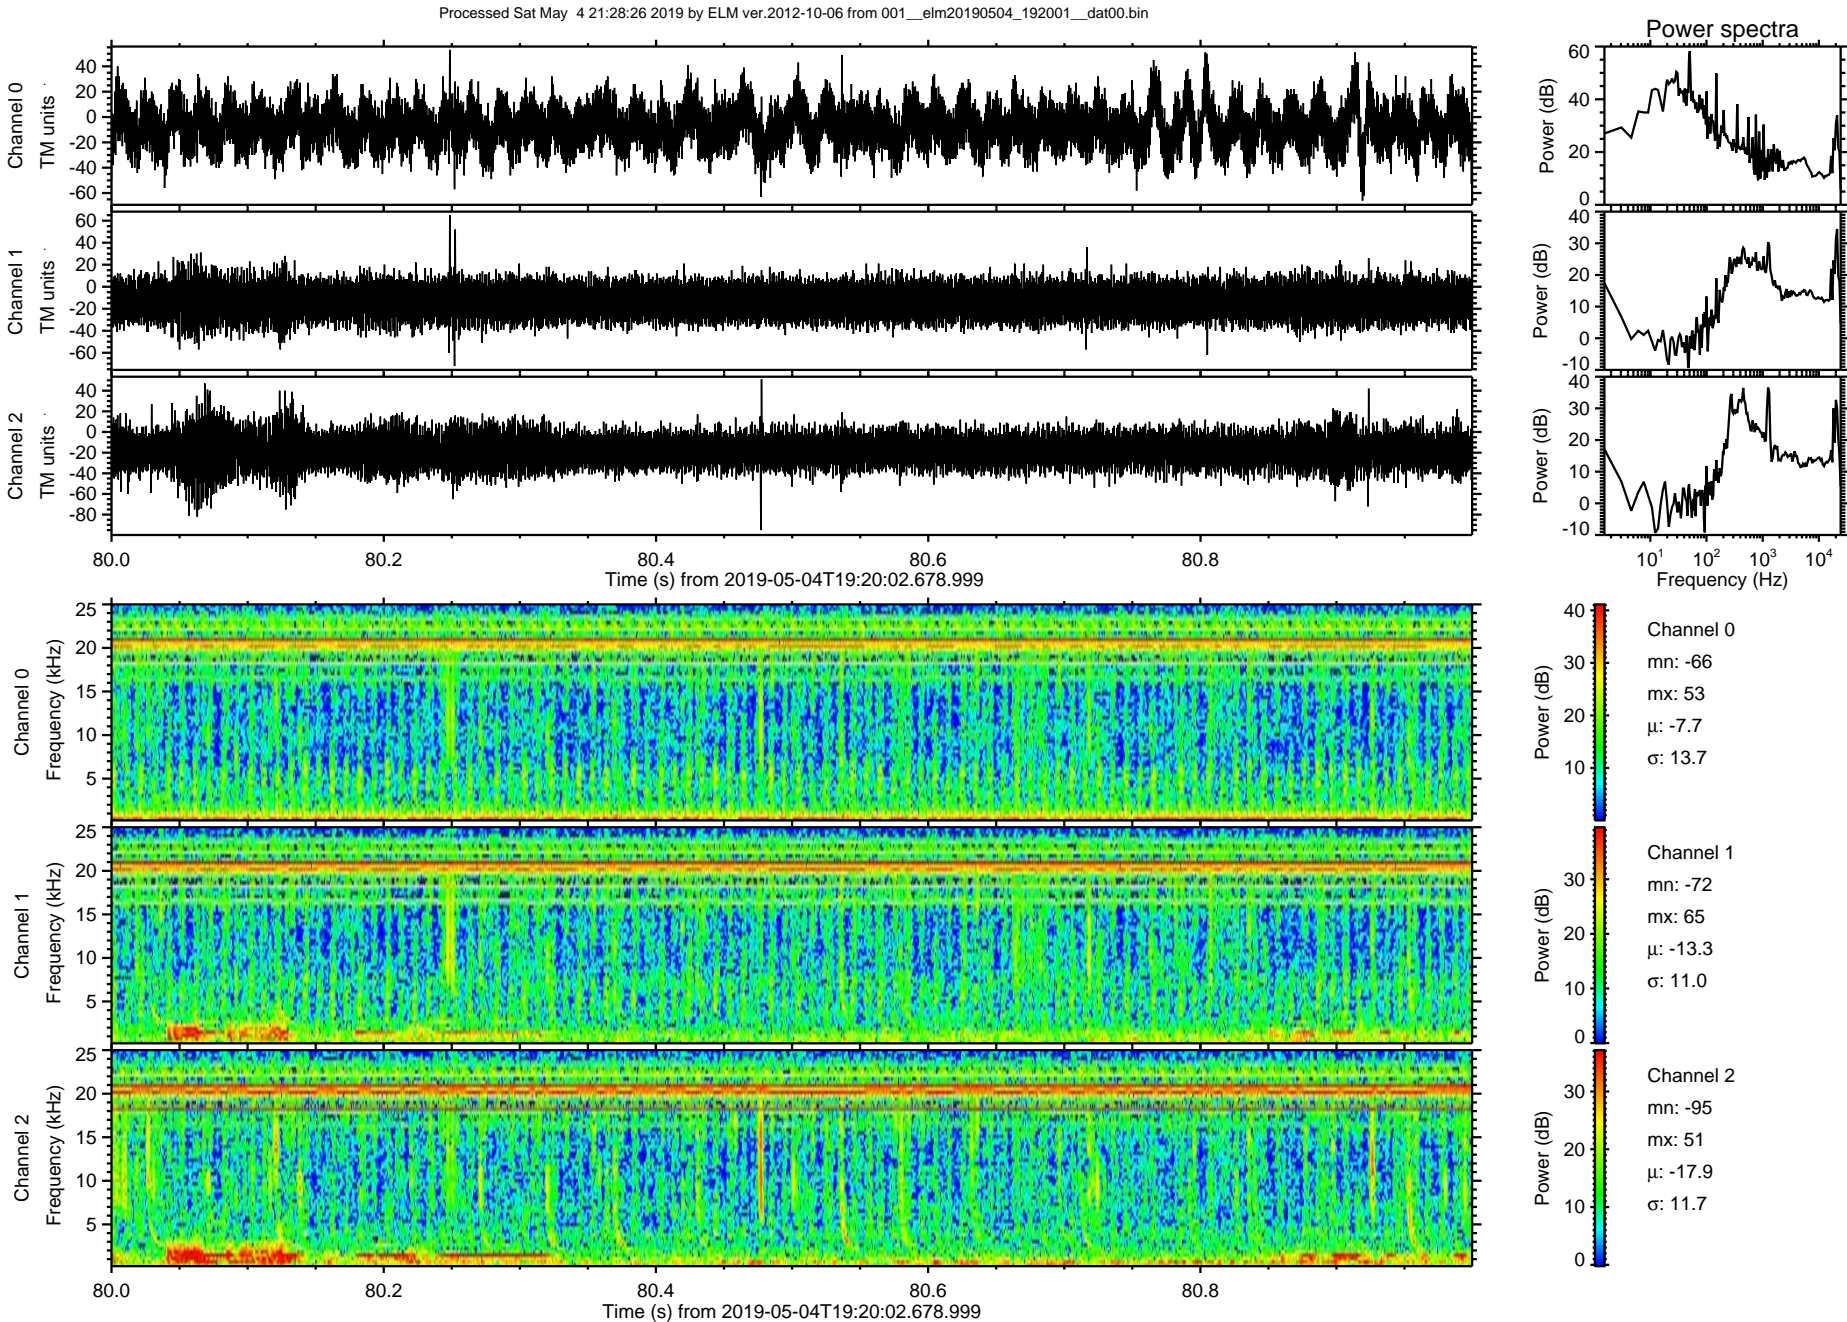 Processed Sat May  4 21:28:26 2019 by ELM ver.2012-10-06 from 001__elm20190504_192001__dat00.bin
Power spectra
Channel 0
TM units
40
20
0
-20
-40
-60
Power (dB)
60
40
20
0
Channel 1
TM units
60
40
20
0
-20
-40
-60
Power (dB)
40
30
20
10
0
-10
Channel 2
TM units
40
20
0
-20
-40
-60
-80
Power (dB)
40
30
20
10
0
-10
80.0 80.2 80.4 80.6 80.8
Time (s) from 2019-05-04T19:20:02.678.999
10^1 10^2 10^3 10^4
Frequency (Hz)
Channel 0
Frequency (kHz)
25
20
15
10
5
Power (dB)
40
30
20
10
Channel 0
mn: -66
mx: 53
µ: -7.7
σ: 13.7
Channel 1
Frequency (kHz)
25
20
15
10
5
Power (dB)
30
20
10
0
Channel 1
mn: -72
mx: 65
µ: -13.3
σ: 11.0
Channel 2
Frequency (kHz)
25
20
15
10
5
Power (dB)
30
20
10
0
Channel 2
mn: -95
mx: 51
µ: -17.9
σ: 11.7
80.0 80.2 80.4 80.6 80.8
Time (s) from 2019-05-04T19:20:02.678.999